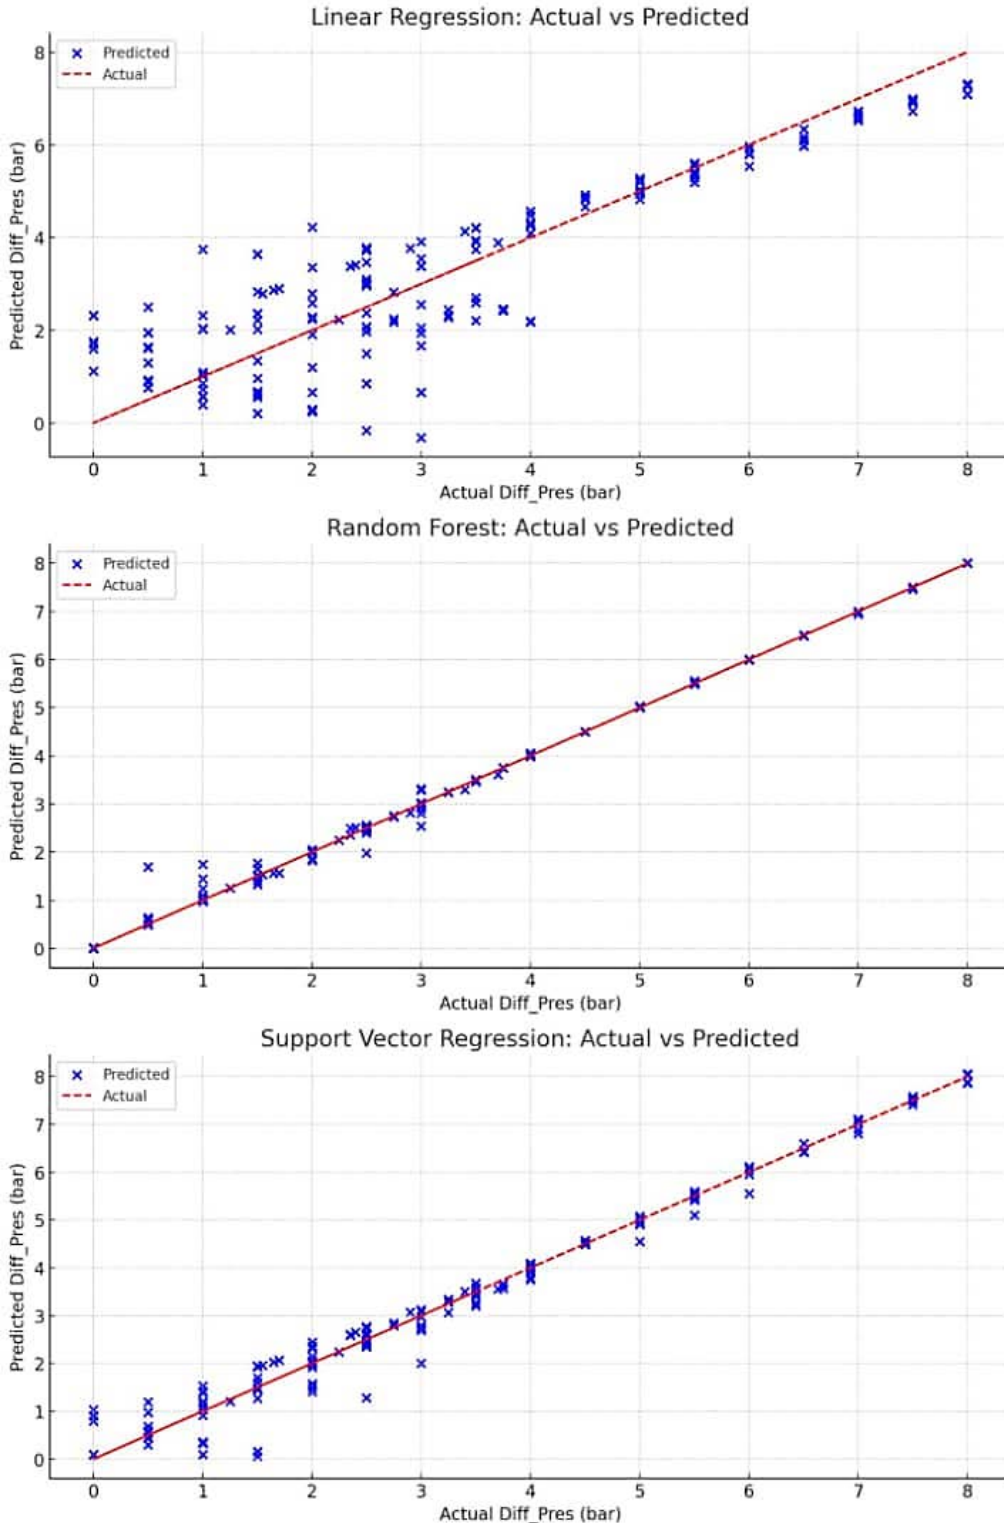 Linear Regression: Actual vs Predicted
Predicted
Actual
Predicted Diff_Pres (bar)
8
6
4
2
0
0 1 2 3 4 5 6 7 8
Actual Diff_Pres (bar)
Random Forest: Actual vs Predicted
Predicted
Actual
Predicted Diff_Pres (bar)
8
7
6
5
4
3
2
1
0
0 1 2 3 4 5 6 7 8
Actual Diff_Pres (bar)
Support Vector Regression: Actual vs Predicted
Predicted
Actual
Predicted Diff_Pres (bar)
8
7
6
5
4
3
2
1
0
0 1 2 3 4 5 6 7 8
Actual Diff_Pres (bar)